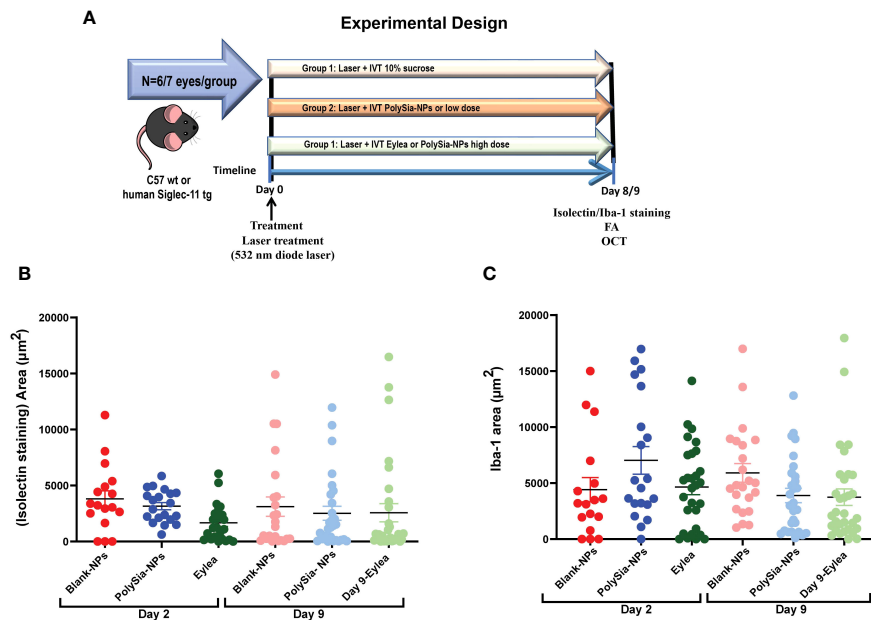 A
Experimental Design
N=6/7 eyes/group
Group 1: Laser + IVT 10% sucrose
Group 2: Laser + IVT PolySia-NPs or low dose
Group 1: Laser + IVT Eylea or PolySia-NPs high dose
C57 wt or
human Siglec-11 tg
Timeline
Day 0
Day 8/9
Treatment
Laser treatment
(532 nm diode laser)
Isolectin/Iba-1 staining
FA
OCT
B
(Isolectin staining) Area (µm²)
20000
15000
10000
5000
0
Blank-NPs
PolySia-NPs
Eylea
Blank-NPs
PolySia- NPs
Day 9-Eylea
Day 2
Day 9
C
Iba-1 area (µm²)
20000
15000
10000
5000
0
Blank-NPs
PolySia-NPs
Eylea
Blank-NPs
PolySia-NPs
Day 9-Eylea
Day 2
Day 9